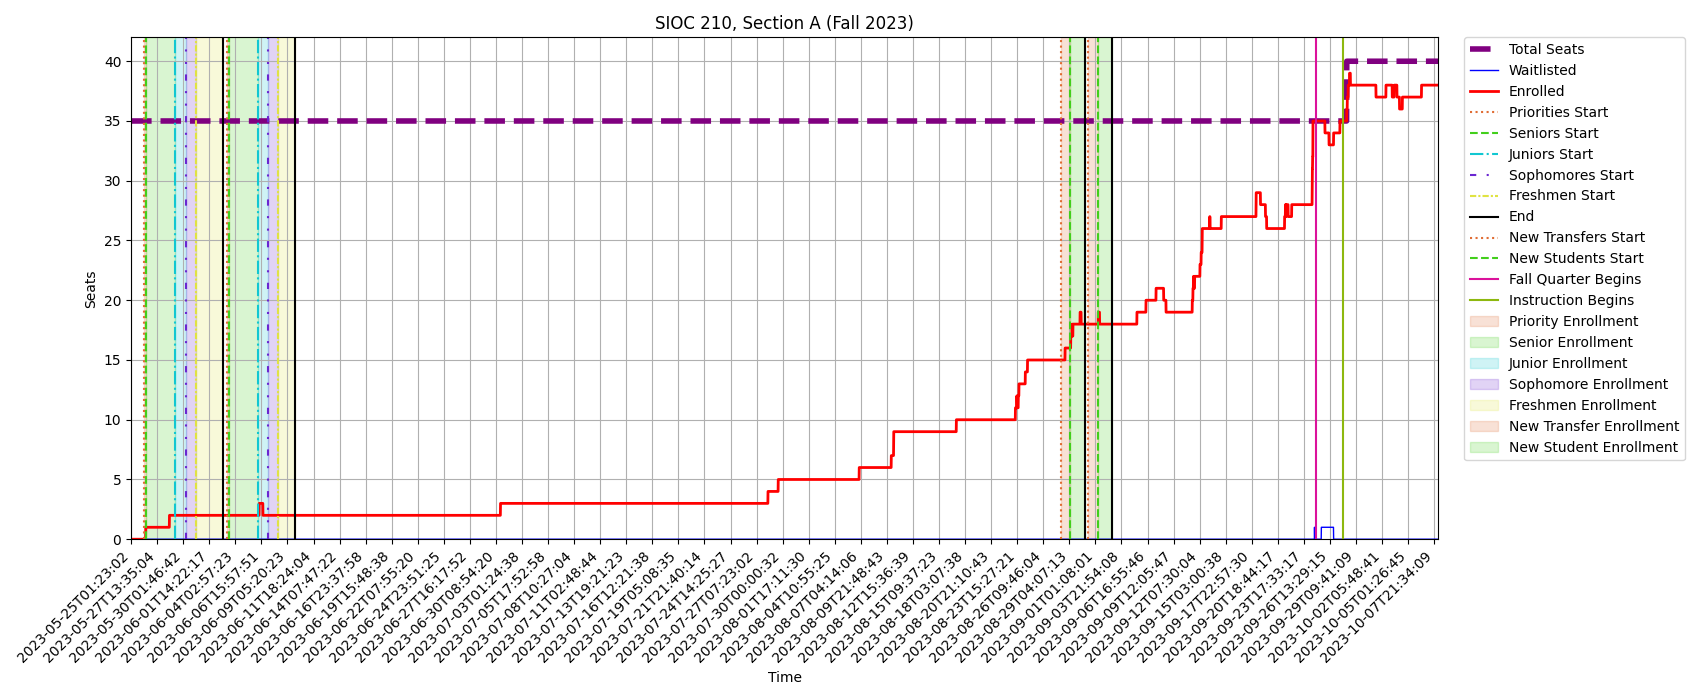 SIOC 210, Section A (Fall 2023)
Seats
40
35
30
25
20
15
10
5
0
2023-05-25T01:23:02
2023-05-27T13:35:04
2023-05-30T01:46:42
2023-06-01T14:22:17
2023-06-04T02:57:23
2023-06-06T15:57:51
2023-06-09T05:20:23
2023-06-11T18:24:04
2023-06-14T07:47:22
2023-06-16T23:37:58
2023-06-19T15:48:38
2023-06-22T07:55:20
2023-06-24T23:51:25
2023-06-27T16:17:52
2023-06-30T08:54:20
2023-07-03T01:24:38
2023-07-05T17:52:58
2023-07-08T10:27:04
2023-07-11T02:48:44
2023-07-13T19:21:23
2023-07-16T12:21:38
2023-07-19T05:08:35
2023-07-21T21:40:14
2023-07-24T14:25:27
2023-07-27T07:23:02
2023-07-30T00:00:32
2023-08-01T17:11:30
2023-08-04T10:55:25
2023-08-07T04:14:06
2023-08-09T21:48:43
2023-08-12T15:36:39
2023-08-15T09:37:23
2023-08-18T03:07:38
2023-08-20T21:10:43
2023-08-23T15:27:21
2023-08-26T09:46:04
2023-08-29T04:07:13
2023-09-01T01:08:01
2023-09-03T21:54:08
2023-09-06T16:55:46
2023-09-09T12:05:47
2023-09-12T07:30:04
2023-09-15T03:00:38
2023-09-17T22:57:30
2023-09-20T18:44:17
2023-09-23T17:33:17
2023-09-26T13:29:15
2023-09-29T09:41:09
2023-10-02T05:48:41
2023-10-05T01:26:45
2023-10-07T21:34:09
Time
Total Seats
Waitlisted
Enrolled
Priorities Start
Seniors Start
Juniors Start
Sophomores Start
Freshmen Start
End
New Transfers Start
New Students Start
Fall Quarter Begins
Instruction Begins
Priority Enrollment
Senior Enrollment
Junior Enrollment
Sophomore Enrollment
Freshmen Enrollment
New Transfer Enrollment
New Student Enrollment